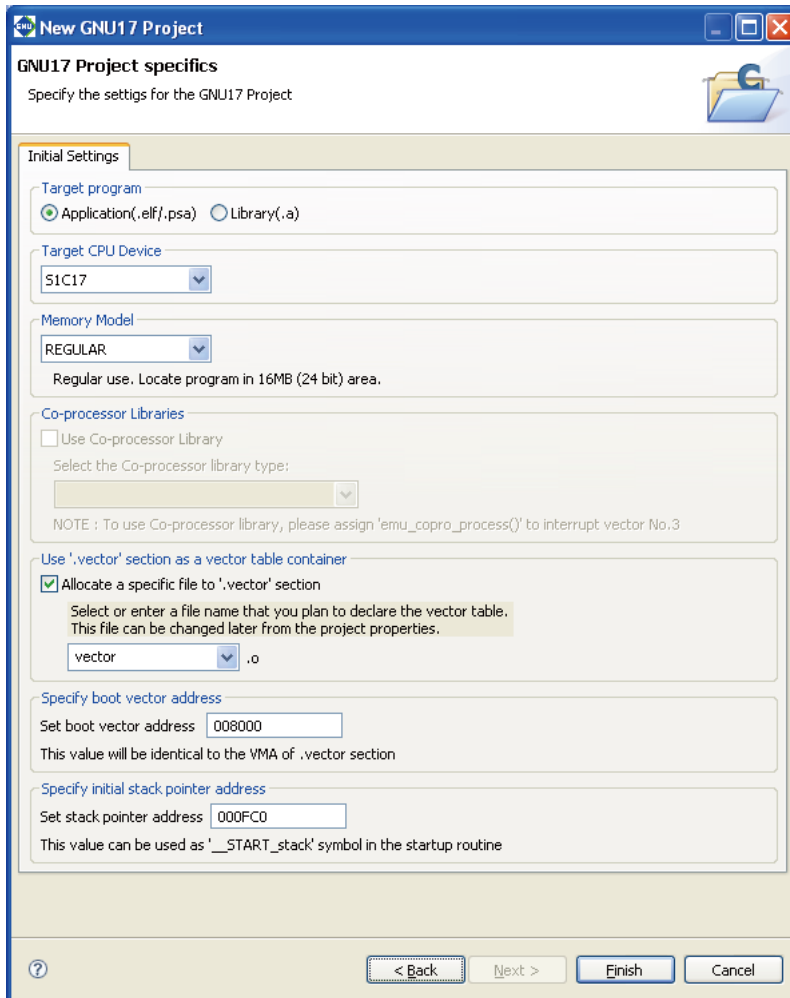 GNU New GNU17 Project
GNU17 Project specifics
Specify the settigs for the GNU17 Project
Initial Settings
Target program
Application(.elf/.psa) Library(.a)
Target CPU Device
S1C17
Memory Model
REGULAR
Regular use. Locate program in 16MB (24 bit) area.
Co-processor Libraries
Use Co-processor Library
Select the Co-processor library type:
NOTE : To use Co-processor library, please assign 'emu_copro_process()' to interrupt vector No.3
Use '.vector' section as a vector table container
Allocate a specific file to '.vector' section
Select or enter a file name that you plan to declare the vector table.
This file can be changed later from the project properties.
vector .o
Specify boot vector address
Set boot vector address 008000
This value will be identical to the VMA of .vector section
Specify initial stack pointer address
Set stack pointer address 000FC0
This value can be used as '__START_stack' symbol in the startup routine
? < Back Next > Finish Cancel